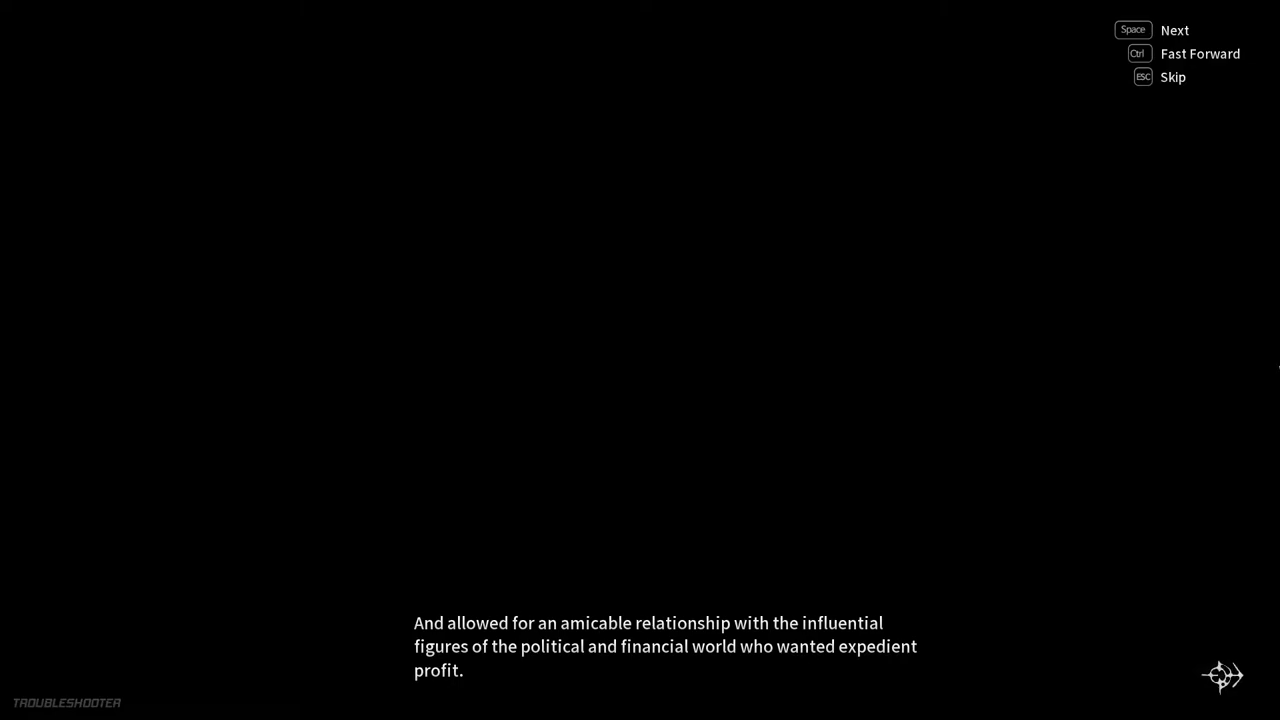 Space Next
Ctrl Fast Forward
ESC Skip
And allowed for an amicable relationship with the influential
figures of the political and financial world who wanted expedient
profit.
TROUBLESHOOTER